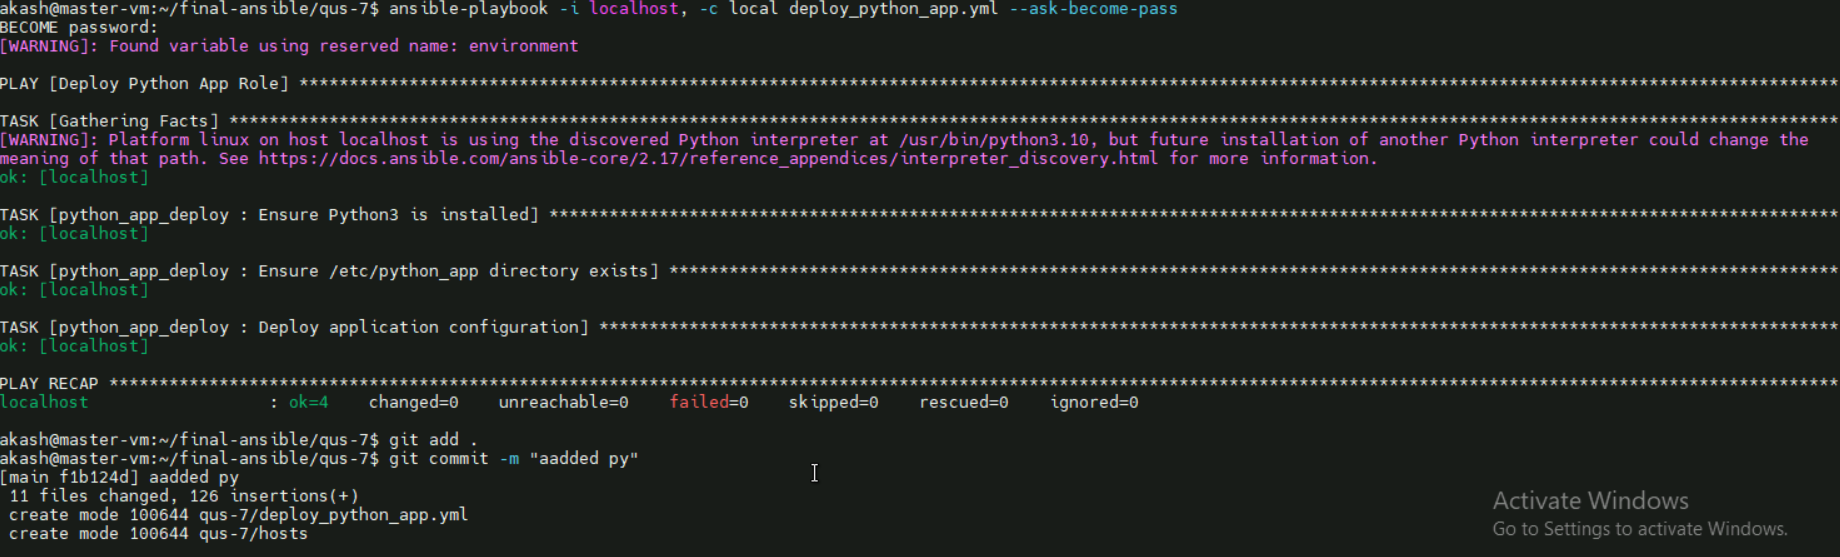 akash@master-vm:~/final-ansible/qus-7$ ansible-playbook -i localhost, -c local deploy_python_app.yml --ask-become-pass
BECOME password:
[WARNING]: Found variable using reserved name: environment
PLAY [Deploy Python App Role] **********************************************************************************************************************************************************
TASK [Gathering Facts] *****************************************************************************************************************************************************************
[WARNING]: Platform linux on host localhost is using the discovered Python interpreter at /usr/bin/python3.10, but future installation of another Python interpreter could change the
meaning of that path. See https://docs.ansible.com/ansible-core/2.17/reference_appendices/interpreter_discovery.html for more information.
ok: [localhost]
TASK [python_app_deploy : Ensure Python3 is installed] *********************************************************************************************************************************
ok: [localhost]
TASK [python_app_deploy : Ensure /etc/python_app directory exists] *********************************************************************************************************************
ok: [localhost]
TASK [python_app_deploy : Deploy application configuration] ****************************************************************************************************************************
ok: [localhost]
PLAY RECAP *****************************************************************************************************************************************************************************
localhost                  : ok=4    changed=0    unreachable=0    failed=0    skipped=0    rescued=0    ignored=0
akash@master-vm:~/final-ansible/qus-7$ git add .
akash@master-vm:~/final-ansible/qus-7$ git commit -m "aadded py"
[main f1b124d] aadded py
 11 files changed, 126 insertions(+)
 create mode 100644 qus-7/deploy_python_app.yml
 create mode 100644 qus-7/hosts
Activate Windows
Go to Settings to activate Windows.